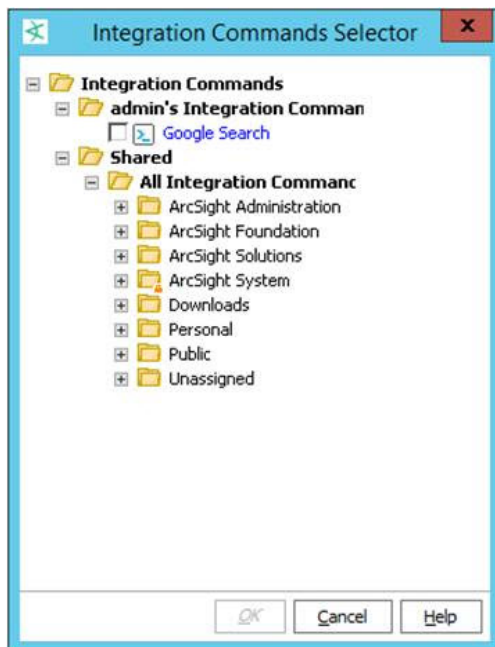 Integration Commands Selector
x
Integration Commands
admin's Integration Comman
Google Search
Shared
All Integration Commanc
ArcSight Administration
ArcSight Foundation
ArcSight Solutions
ArcSight System
Downloads
Personal
Public
Unassigned
OK Cancel Help